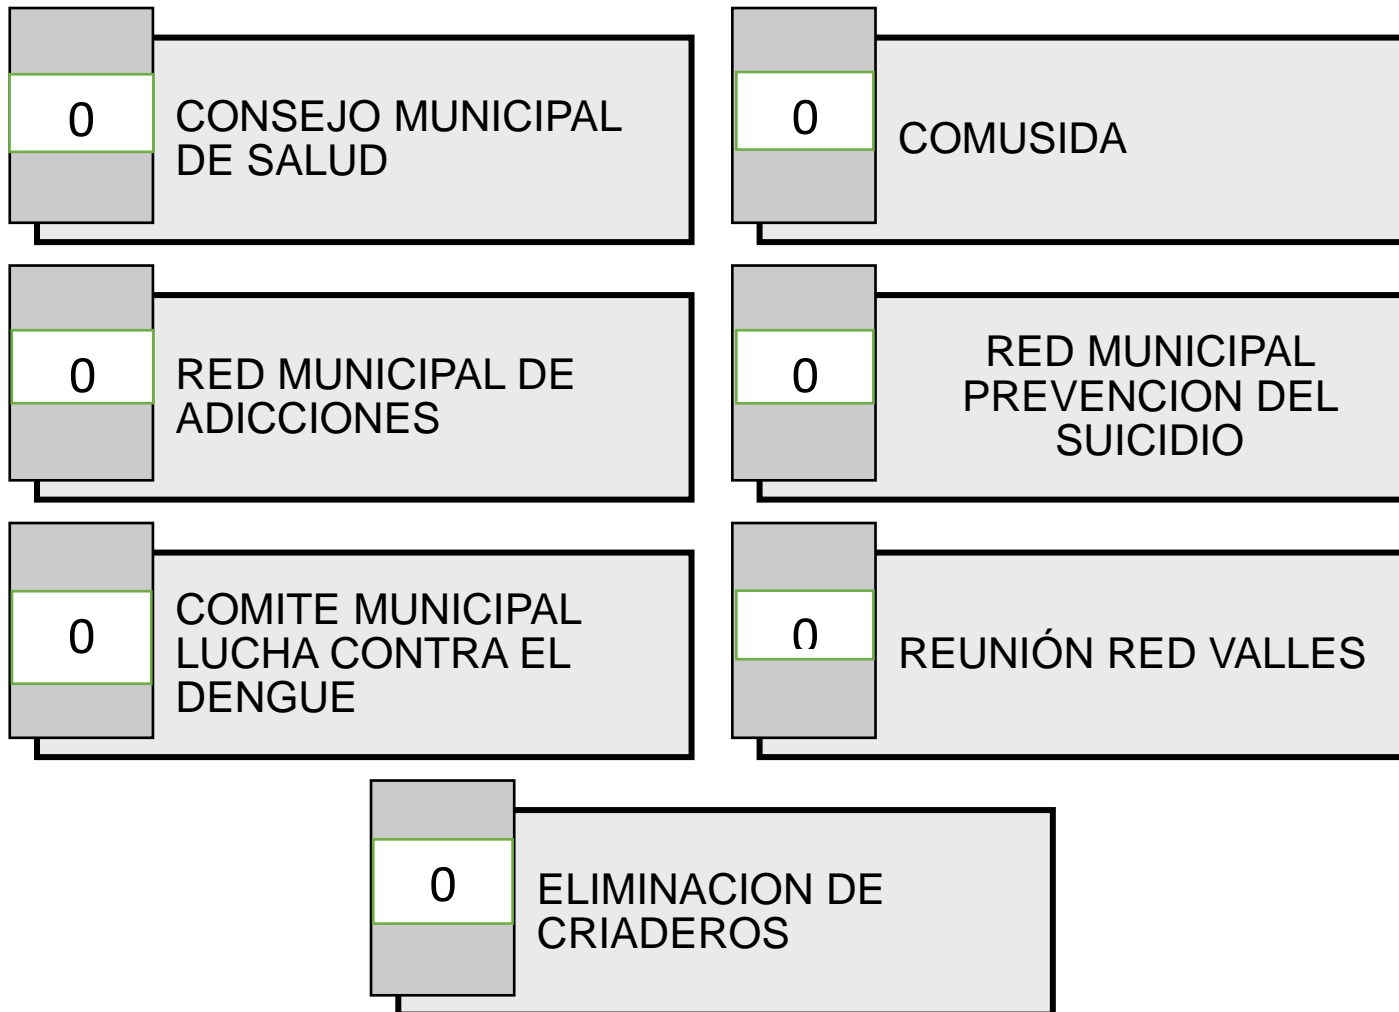 0
CONSEJO MUNICIPAL
DE SALUD
0
COMUSIDA
0
RED MUNICIPAL DE
ADICCIONES
0
RED MUNICIPAL
PREVENCION DEL
SUICIDIO
0
COMITE MUNICIPAL
LUCHA CONTRA EL
DENGUE
0
REUNIÓN RED VALLES
0
ELIMINACION DE
CRIADEROS